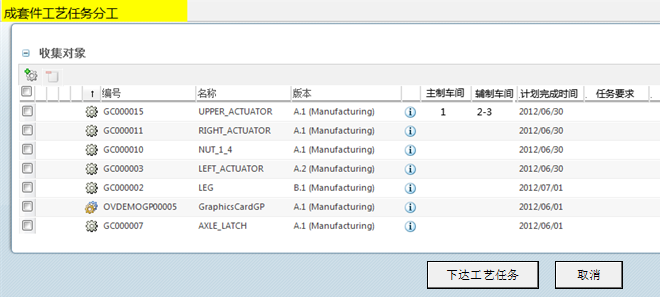 成套件工艺任务分工
收集对象
编号 名称 版本 主制车间 辅制车间 计划完成时间 任务要求
GC000015 UPPER_ACTUATOR A.1 (Manufacturing) 1 2-3 2012/06/30
GC000011 RIGHT_ACTUATOR A.1 (Manufacturing) 2012/06/30
GC000010 NUT_1_4 A.1 (Manufacturing) 2012/06/30
GC000003 LEFT_ACTUATOR A.2 (Manufacturing) 2012/06/30
GC000002 LEG B.1 (Manufacturing) 2012/07/01
OVDEMOGP00005 GraphicsCardGP A.1 (Manufacturing) 2012/06/01
GC000007 AXLE_LATCH A.1 (Manufacturing) 2012/06/01
下达工艺任务 取消